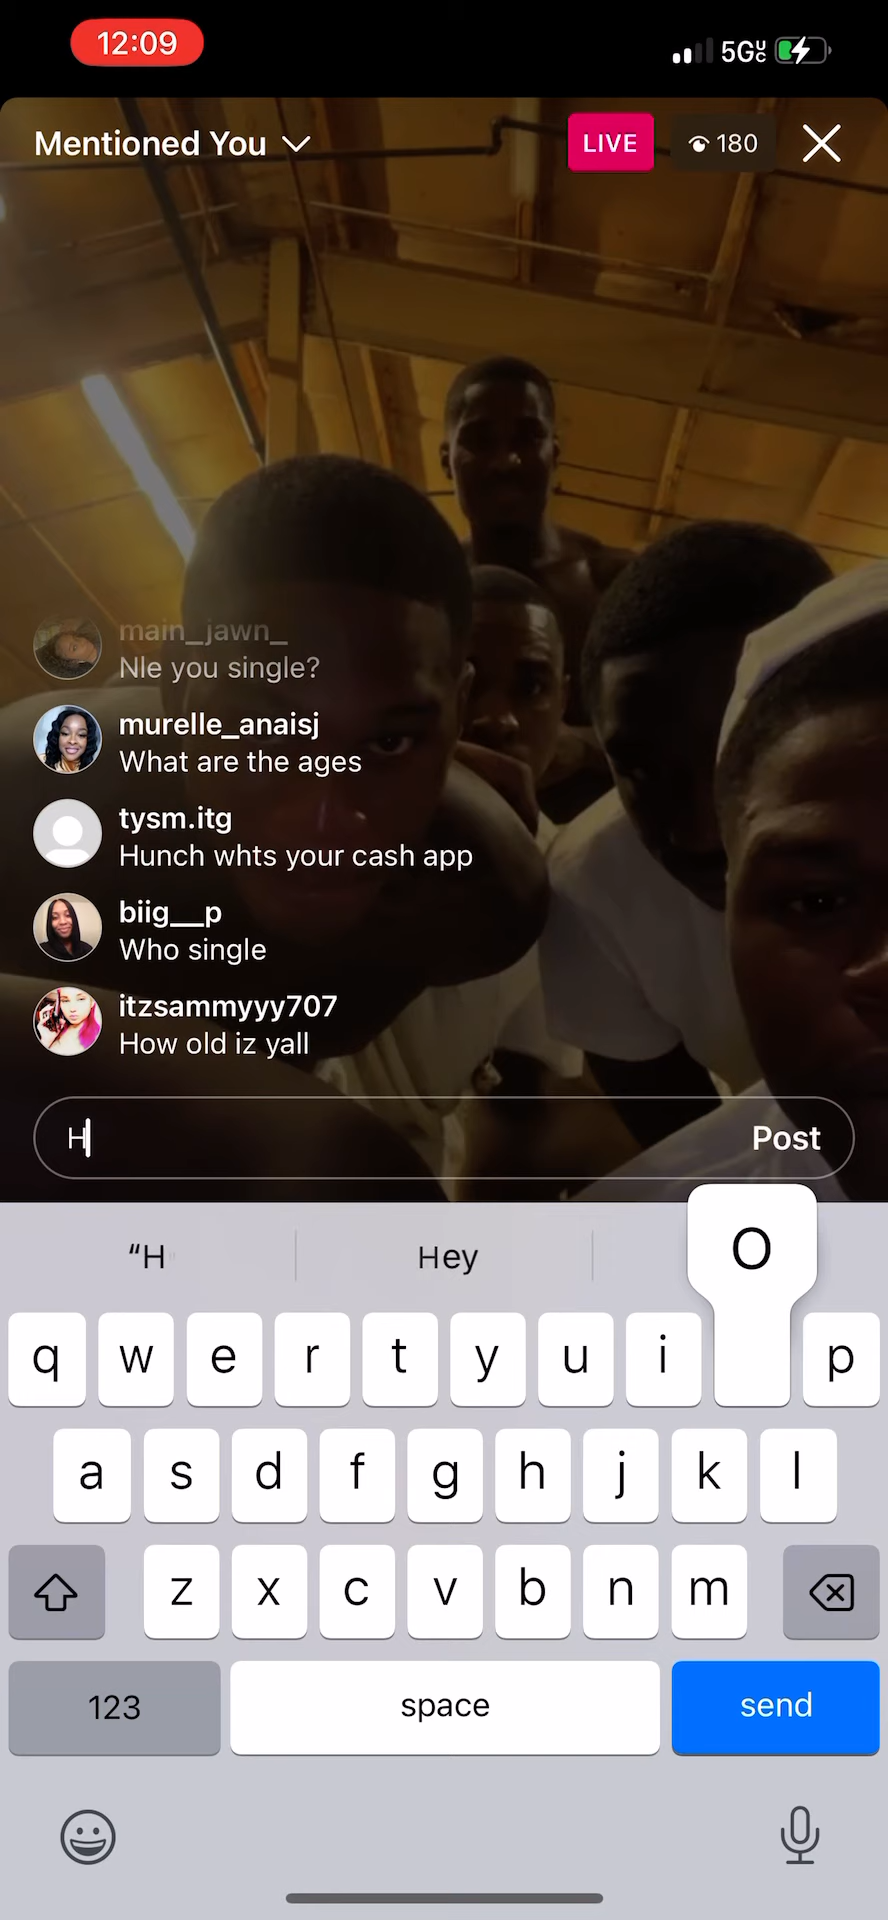 12:09
5GUC
Mentioned You
LIVE
180
main_jawn_
Nle you single?
murelle_anaisj
What are the ages
tysm.itg
Hunch whts your cash app
biig__p
Who single
itzsammyyy707
How old iz yall
H
Post
“H”
Hey
O
q w e r t y u i p
a s d f g h j k l
z x c v b n m
123
space
send